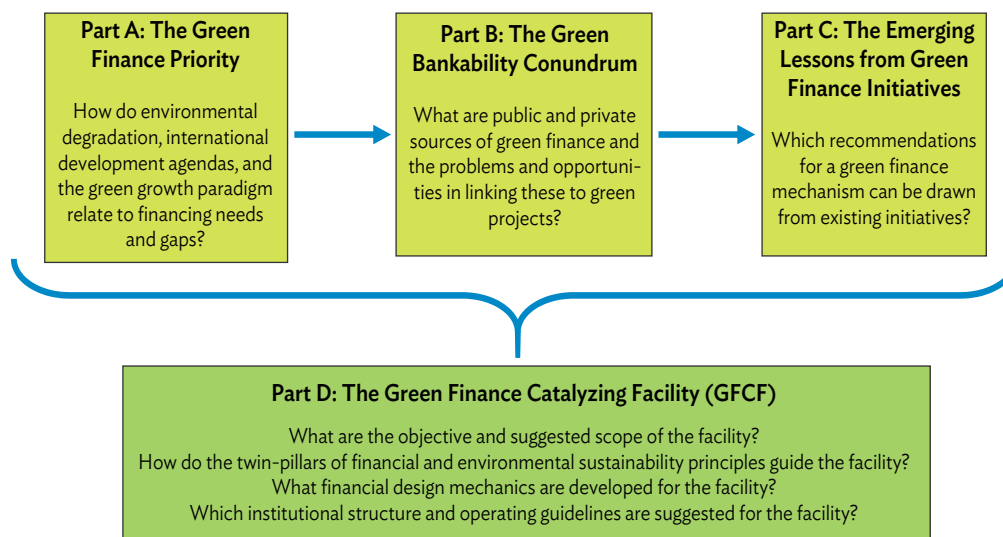 Part A: The Green
Finance Priority
How do environmental
degradation, international
development agendas, and
the green growth paradigm
relate to financing needs
and gaps?
Part B: The Green
Bankability Conundrum
What are public and private
sources of green finance and
the problems and opportuni-
ties in linking these to green
projects?
Part C: The Emerging
Lessons from Green
Finance Initiatives
Which recommendations
for a green finance
mechanism can be drawn
from existing initiatives?
Part D: The Green Finance Catalyzing Facility (GFCF)
What are the objective and suggested scope of the facility?
How do the twin-pillars of financial and environmental sustainability principles guide the facility?
What financial design mechanics are developed for the facility?
Which institutional structure and operating guidelines are suggested for the facility?